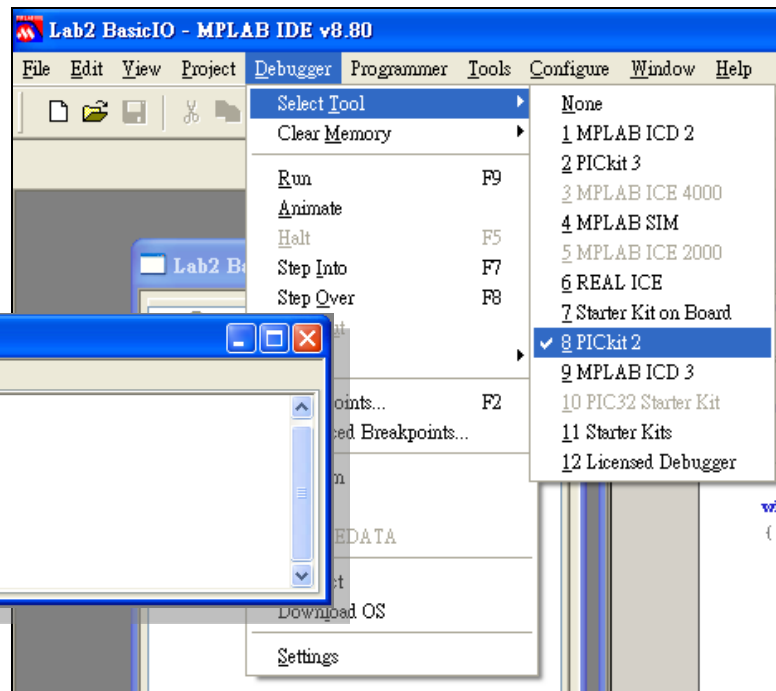 Lab2 BasicIO - MPLAB IDE v8.80
File Edit View Project Debugger Programmer Tools Configure Window Help
Select Tool
Clear Memory
Run F9
Animate
Halt F5
Step Into F7
Step Over F8
F2
Breakpoints...
EDATA
Download OS
Settings
None
1 MPLAB ICD 2
2 PICkit 3
3 MPLAB ICE 4000
4 MPLAB SIM
5 MPLAB ICE 2000
6 REAL ICE
7 Starter Kit on Board
8 PICkit 2
9 MPLAB ICD 3
10 PIC32 Starter Kit
11 Starter Kits
12 Licensed Debugger
Lab2
{